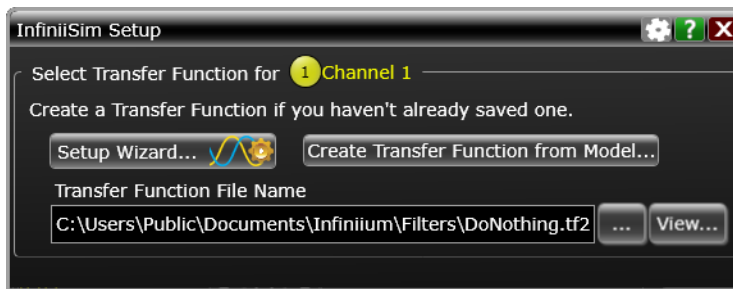 InfiniiSim Setup
?
X
Select Transfer Function for 1 Channel 1
Create a Transfer Function if you haven't already saved one.
Setup Wizard... Create Transfer Function from Model...
Transfer Function File Name
C:\Users\Public\Documents\Infiniium\Filters\DoNothing.tf2 ... View...